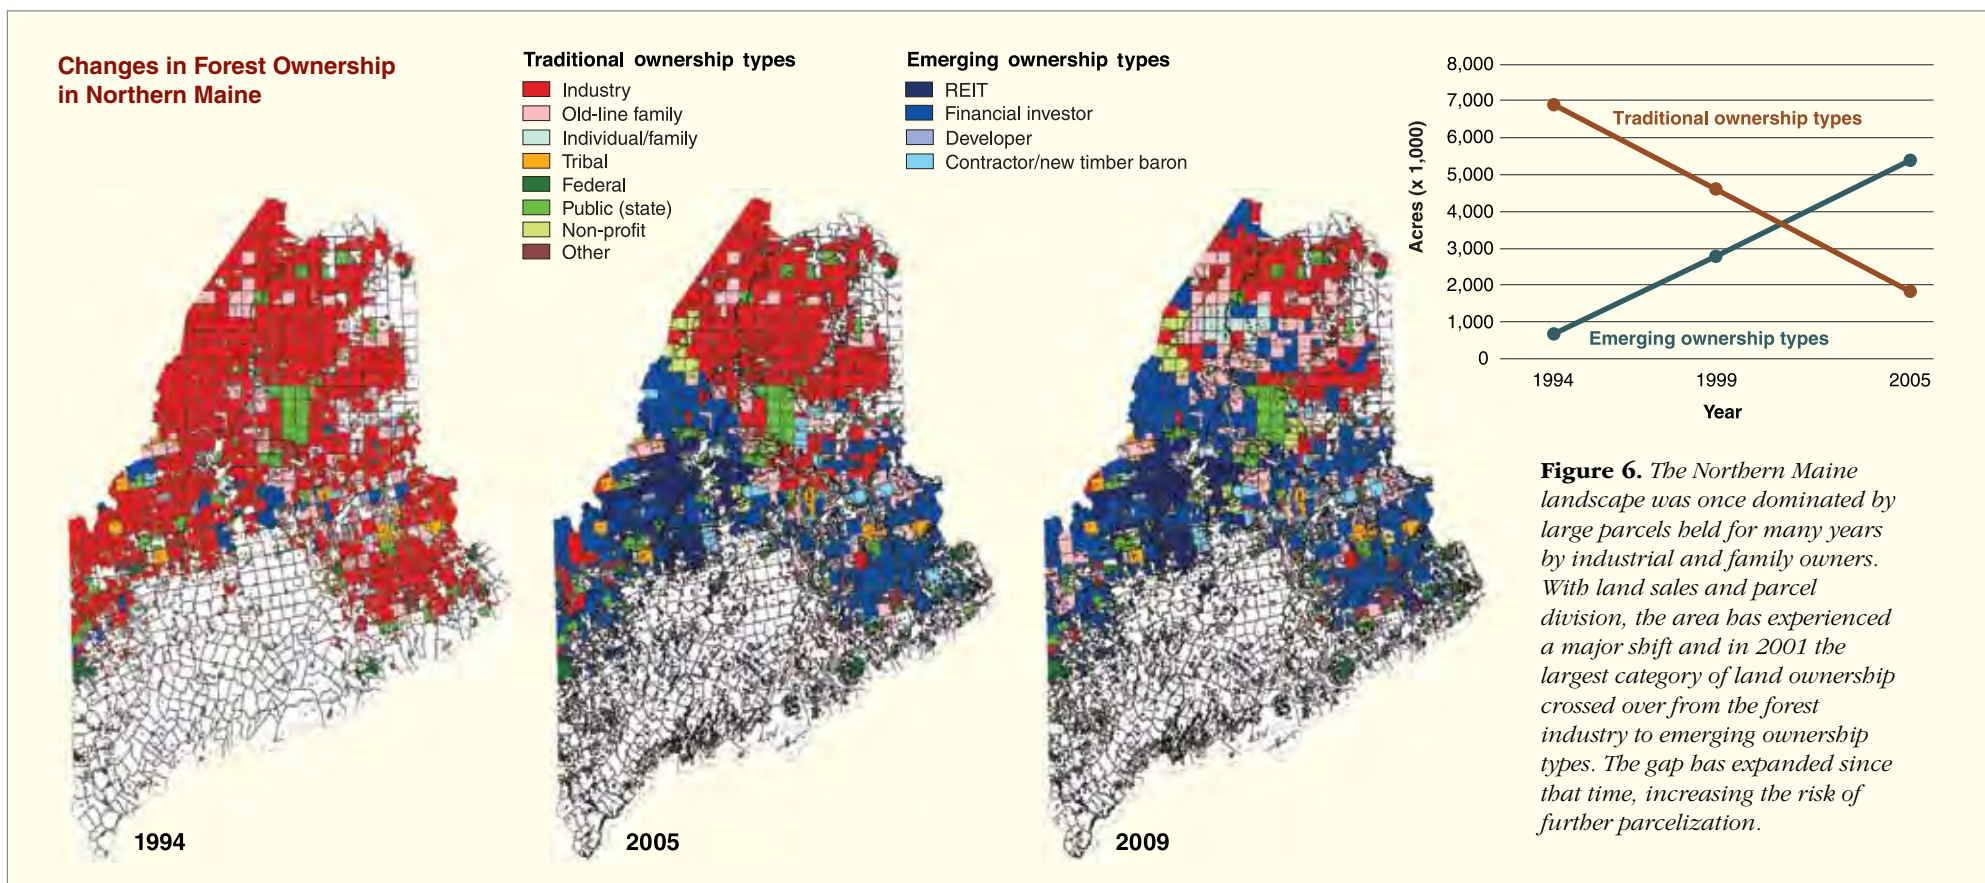 Changes in Forest Ownership
in Northern Maine
Traditional ownership types
Industry
Old-line family
Individual/family
Tribal
Federal
Public (state)
Non-profit
Other
Emerging ownership types
REIT
Financial investor
Developer
Contractor/new timber baron
1994
2005
2009
Acres (x 1,000)
8,000
7,000
6,000
5,000
4,000
3,000
2,000
1,000
0
Traditional ownership types
Emerging ownership types
1994
1999
2005
Year
Figure 6. The Northern Maine
landscape was once dominated by
large parcels held for many years
by industrial and family owners.
With land sales and parcel
division, the area has experienced
a major shift and in 2001 the
largest category of land ownership
crossed over from the forest
industry to emerging ownership
types. The gap has expanded since
that time, increasing the risk of
further parcelization.